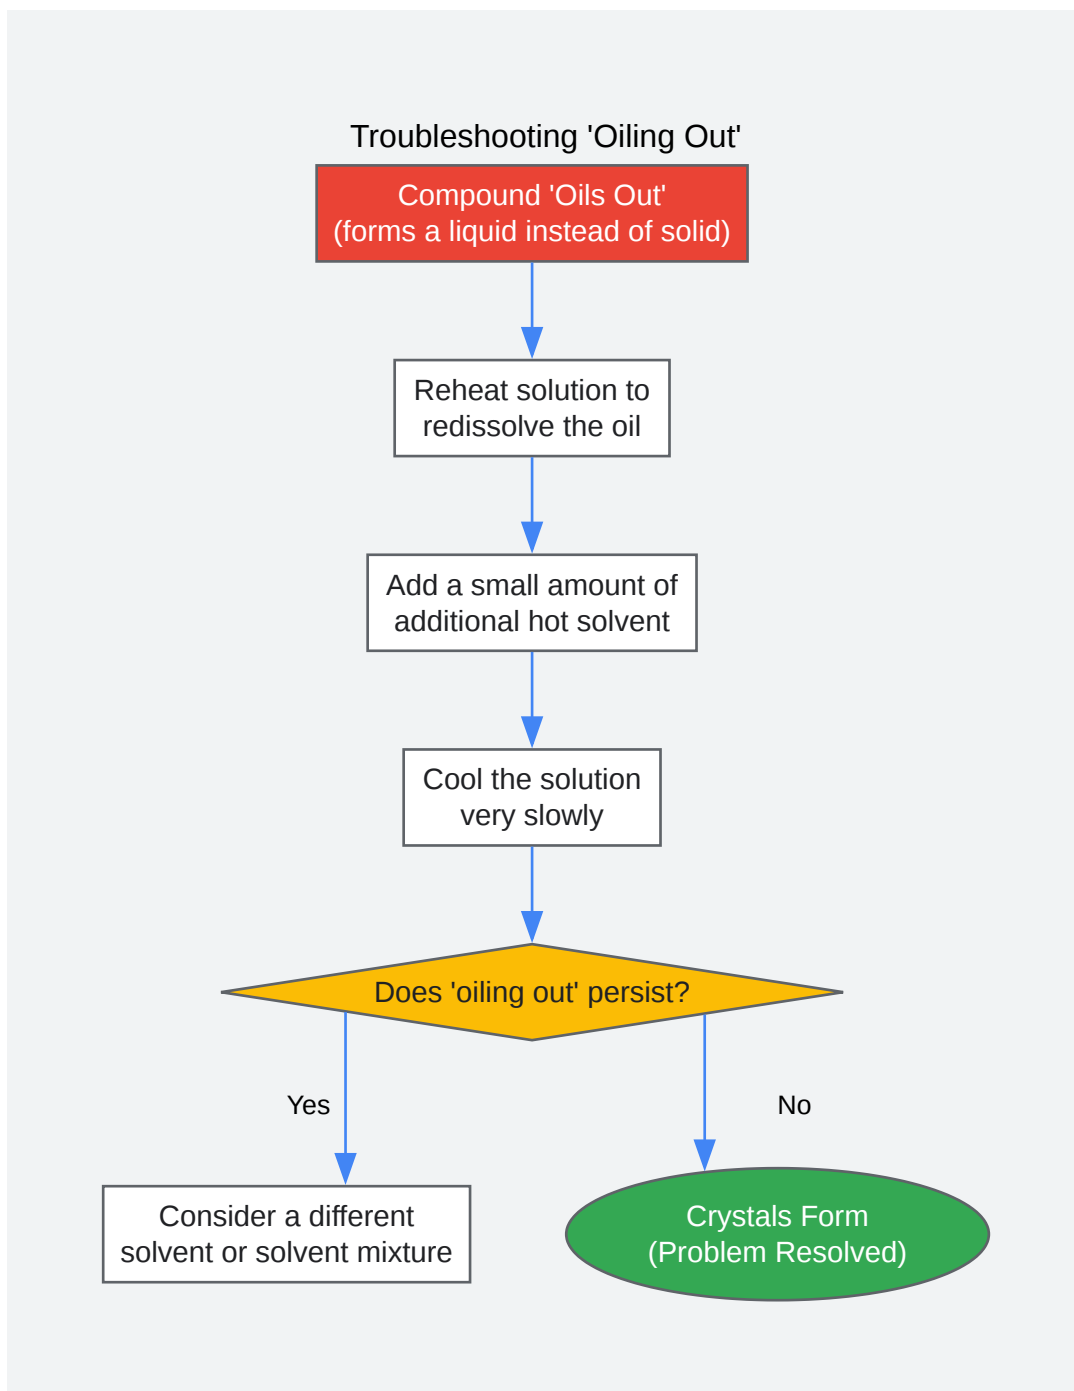 Troubleshooting 'Oiling Out'
Compound 'Oils Out'
(forms a liquid instead of solid)
Reheat solution to
redissolve the oil
Add a small amount of
additional hot solvent
Cool the solution
very slowly
Does 'oiling out' persist?
Yes
No
Consider a different
solvent or solvent mixture
Crystals Form
(Problem Resolved)